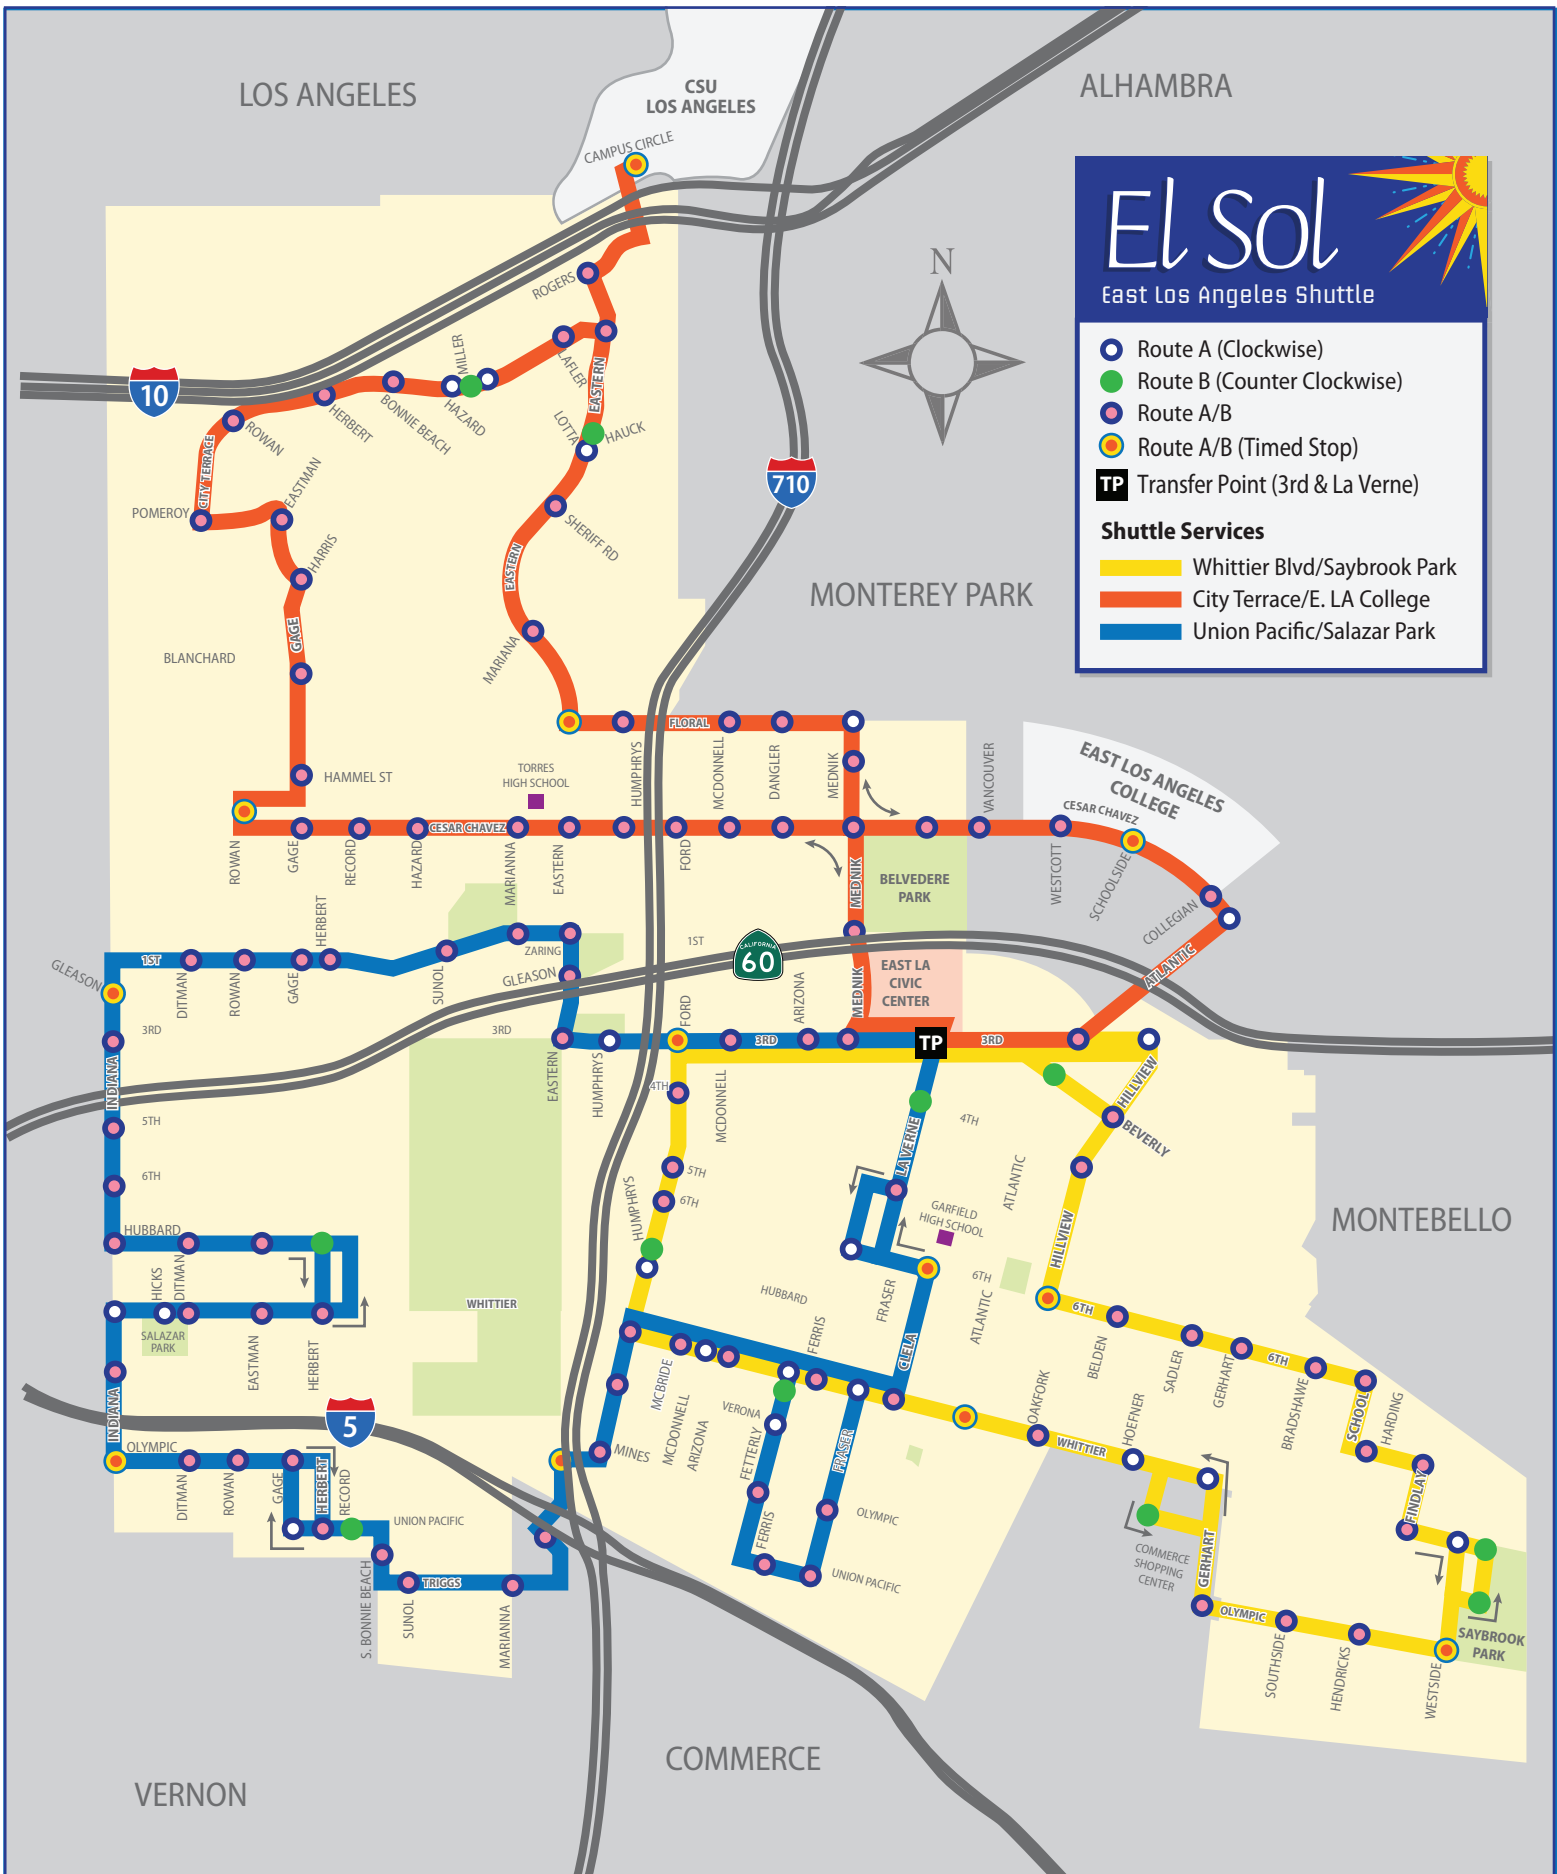 LOS ANGELES
CSU
LOS ANGELES
ALHAMBRA
CAMPUS CIRCLE
El Sol
East Los Angeles Shuttle
N
ROGERS
Route A (Clockwise)
Route B (Counter Clockwise)
Route A/B
Route A/B (Timed Stop)
TP
Transfer Point (3rd & La Verne)
Shuttle Services
Whittier Blvd/Saybrook Park
City Terrace/E. LA College
Union Pacific/Salazar Park
10
MILLER
LAFLER
EASTERN
HERBERT
BONNIE BEACH
HAZARD
LOTTA
HAUCK
ROWAN
CITY TERRACE
EASTMAN
710
POMEROY
SHERIFF RD
HARRIS
EASTERN
MONTEREY PARK
GAGE
MARIANA
BLANCHARD
FLORAL
HAMMEL ST
TORRES
HIGH SCHOOL
HUMPHRYS
MCDONNELL
DANGLER
MEDNIK
VANCOUVER
EAST LOS ANGELES
COLLEGE
CESAR CHAVEZ
CESAR CHAVEZ
ROWAN
GAGE
RECORD
HAZARD
MARIANNA
EASTERN
FORD
MEDNIK
BELVEDERE
PARK
WESTCOTT
SCHOOLSIDE
COLLEGIAN
HERBERT
1ST
ZARING
1ST
CALIFORNIA
60
GLEASON
DITMAN
ROWAN
GAGE
SUNOL
GLEASON
MEDNIK
EAST LA
CIVIC
CENTER
ATLANTIC
3RD
3RD
FORD
ARIZONA
3RD
TP
3RD
INDIANA
EASTERN
HUMPHRYS
4TH
MCDONNELL
HILLVIEW
5TH
LA VERNE
4TH
BEVERLY
6TH
5TH
6TH
ATLANTIC
HUMPHRYS
GARFIELD
HIGH SCHOOL
MONTEBELLO
HUBBARD
HICKS
DITMAN
HILLVIEW
6TH
WHITTIER
HUBBARD
FRASER
ATLANTIC
6TH
SALAZAR
PARK
EASTMAN
HERBERT
FERRIS
CLELA
BELDEN
SADLER
GERHART
6TH
BRADSHAWE
MCBRIDE
OAKFORK
SCHOOL
HARDING
INDIANA
5
MCDONNELL
ARIZONA
VERONA
HOEFNER
OLYMPIC
MINES
FETTERLY
FRASER
WHITTIER
DITMAN
ROWAN
GAGE
HERBERT
RECORD
FINDLAY
UNION PACIFIC
FERRIS
OLYMPIC
COMMERCE
SHOPPING
CENTER
GERHART
S. BONNIE BEACH
TRIGGS
UNION PACIFIC
SUNOL
MARIANNA
OLYMPIC
SOUTHSIDE
HENDRICKS
WESTSIDE
SAYBROOK
PARK
COMMERCE
VERNON